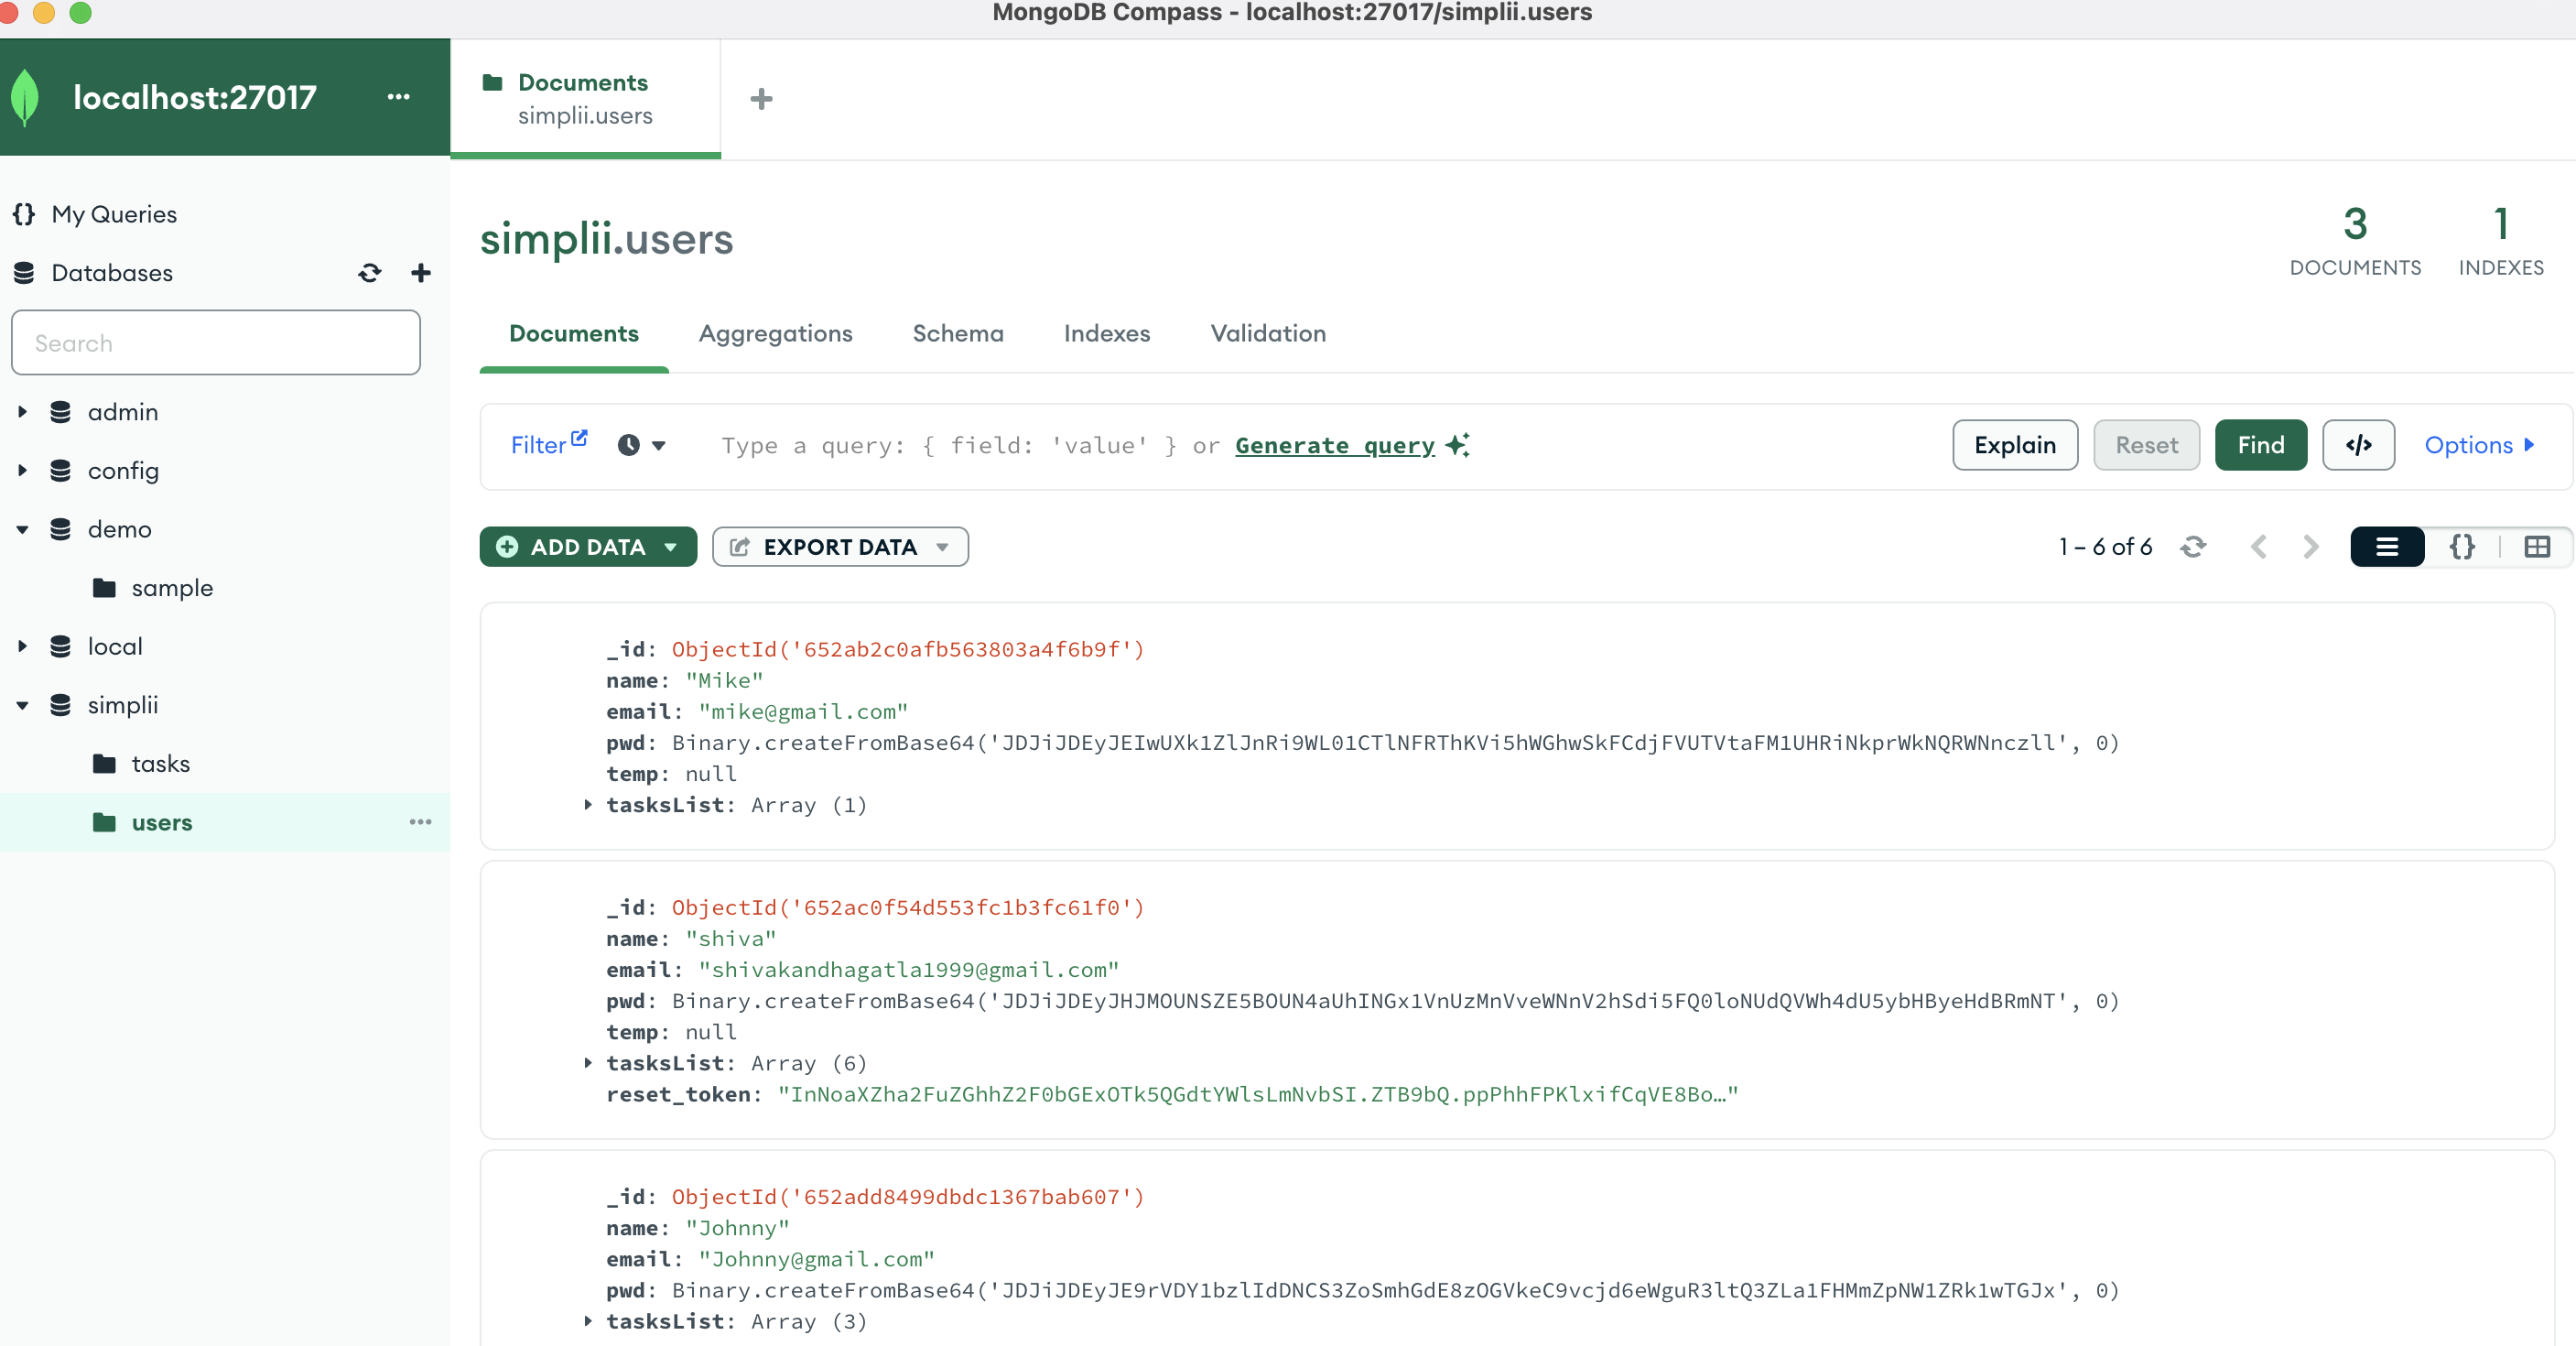 MongoDB Compass - localhost:27017/simplii.users
localhost:27017
Documents
simplii.users
My Queries
Databases
Search
admin
config
demo
sample
local
simplii
tasks
users
simplii.users
3
DOCUMENTS
1
INDEXES
Documents Aggregations Schema Indexes Validation
Filter Type a query: { field: 'value' } or Generate query Explain Reset Find </> Options
ADD DATA EXPORT DATA 1 – 6 of 6 {}
_id: ObjectId('652ab2c0afb563803a4f6b9f')
name: "Mike"
email: "mike@gmail.com"
pwd: Binary.createFromBase64('JDJiJDEyJEIwUXk1ZlJnRi9WL01CTlNFRThKVi5hWGhwSkFCdjFVUTVtaFM1UHRiNkprWkNQRWNnczll', 0)
temp: null
tasksList: Array (1)
_id: ObjectId('652ac0f54d553fc1b3fc61f0')
name: "shiva"
email: "shivakandhagatla1999@gmail.com"
pwd: Binary.createFromBase64('JDJiJDEyJHJMOUNSZE5BOUN4aUhINGx1VnUzMnVveWNnV2hSdi5FQ0loNUdQVWh4dU5ybHByeHdBRmNT', 0)
temp: null
tasksList: Array (6)
reset_token: "InNoaXZha2FuZGhhZ2F0bGExOTk5QGdtYWlsLmNvbSI.ZTB9bQ.ppPhhFPKlxifCqVE8Bo…"
_id: ObjectId('652add8499dbdc1367bab607')
name: "Johnny"
email: "Johnny@gmail.com"
pwd: Binary.createFromBase64('JDJiJDEyJE9rVDY1bzlIdDNCS3ZoSmhGdE8zOGVkeC9vcjd6eWguR3ltQ3ZLa1FHMmZpNW1ZRk1wTGJx', 0)
tasksList: Array (3)